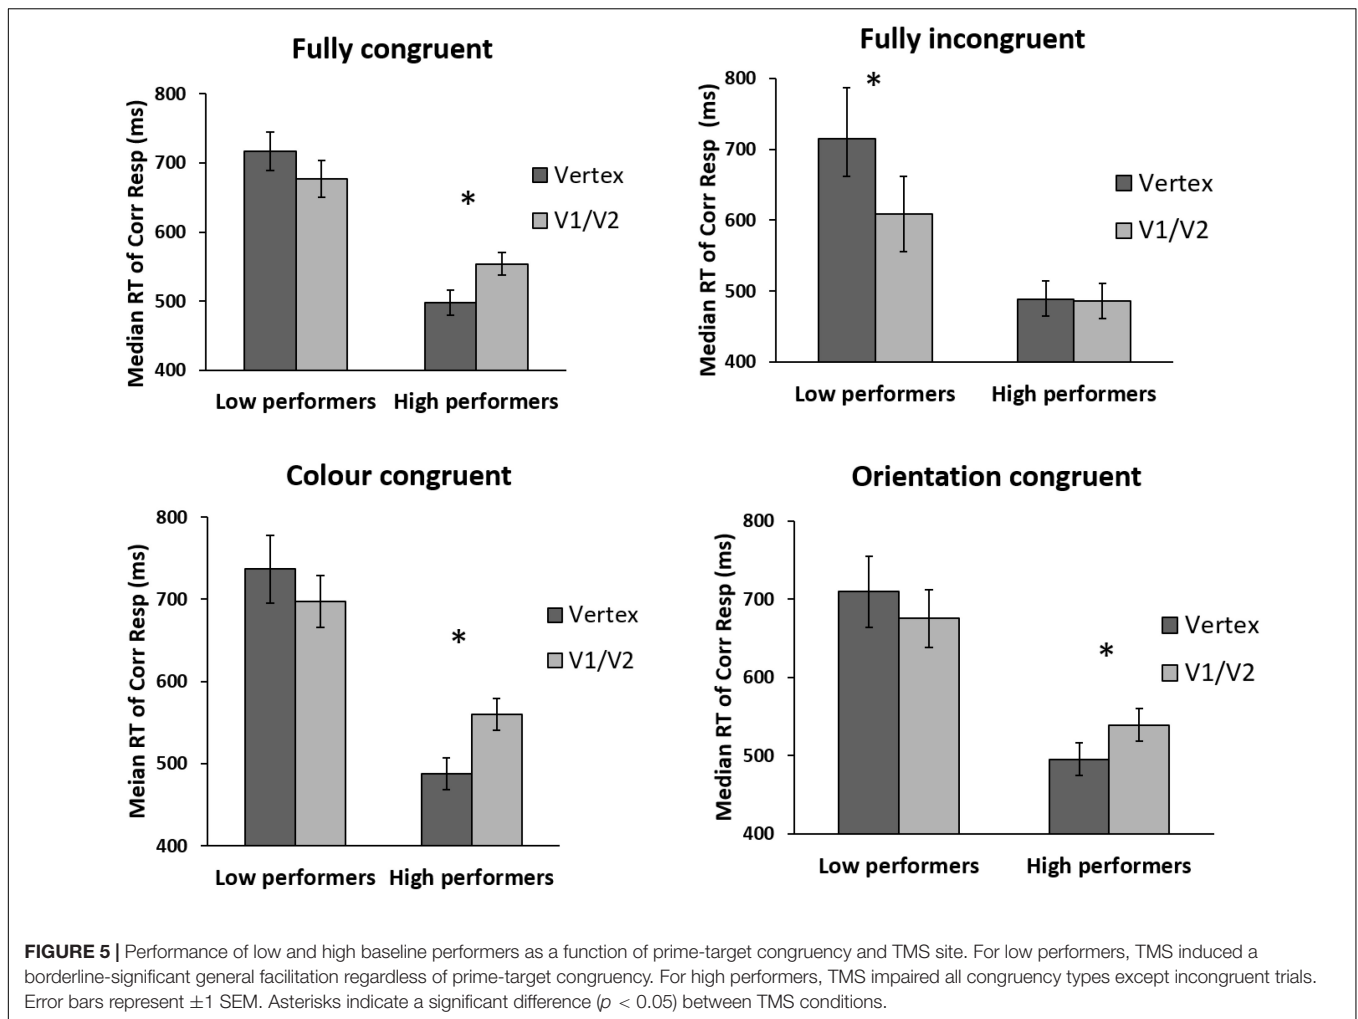 Fully congruent
Median RT of Corr Resp (ms)
800
700
600
500
400
*
Vertex
V1/V2
Low performers High performers
Fully incongruent
Median RT of Corr Resp (ms)
800
700
600
500
400
*
Vertex
V1/V2
Low performers High performers
Colour congruent
Meian RT of Corr Resp (ms)
800
700
600
500
400
*
Vertex
V1/V2
Low performers High performers
Orientation congruent
Median RT of Corr Resp (ms)
800
700
600
500
400
*
Vertex
V1/V2
Low performers High performers
FIGURE 5 | Performance of low and high baseline performers as a function of prime-target congruency and TMS site. For low performers, TMS induced a
borderline-significant general facilitation regardless of prime-target congruency. For high performers, TMS impaired all congruency types except incongruent trials.
Error bars represent ±1 SEM. Asterisks indicate a significant difference (p < 0.05) between TMS conditions.